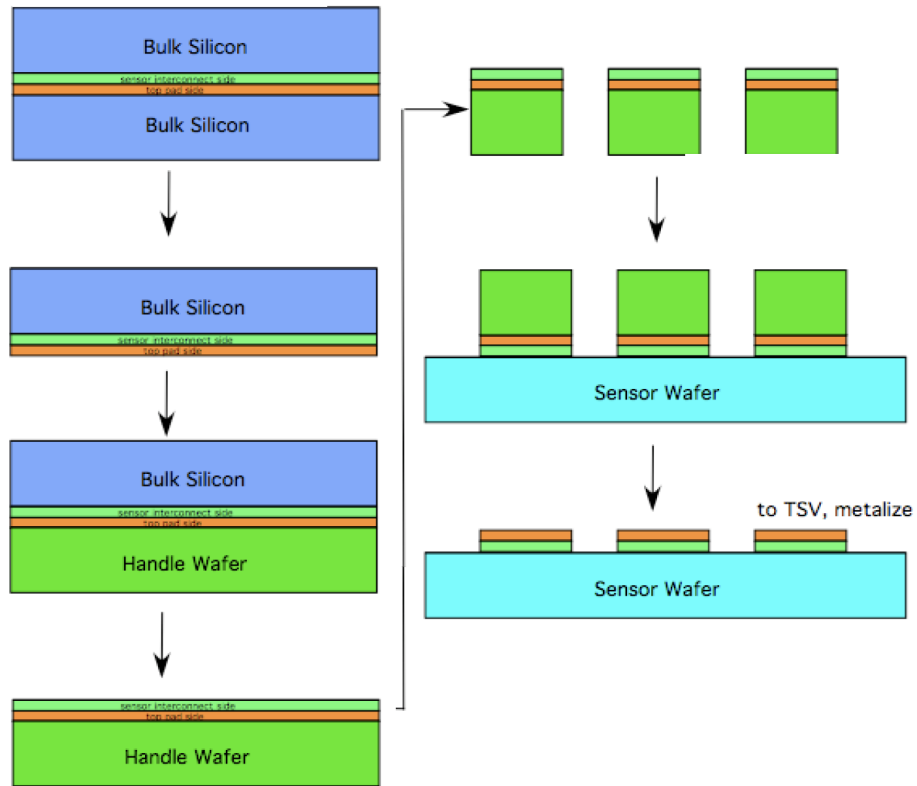 Bulk Silicon
sensor interconnect side
top pad side
Bulk Silicon
Bulk Silicon
sensor interconnect side
top pad side
Bulk Silicon
sensor interconnect side
top pad side
Handle Wafer
sensor interconnect side
top pad side
Handle Wafer
Sensor Wafer
to TSV, metalize
Sensor Wafer